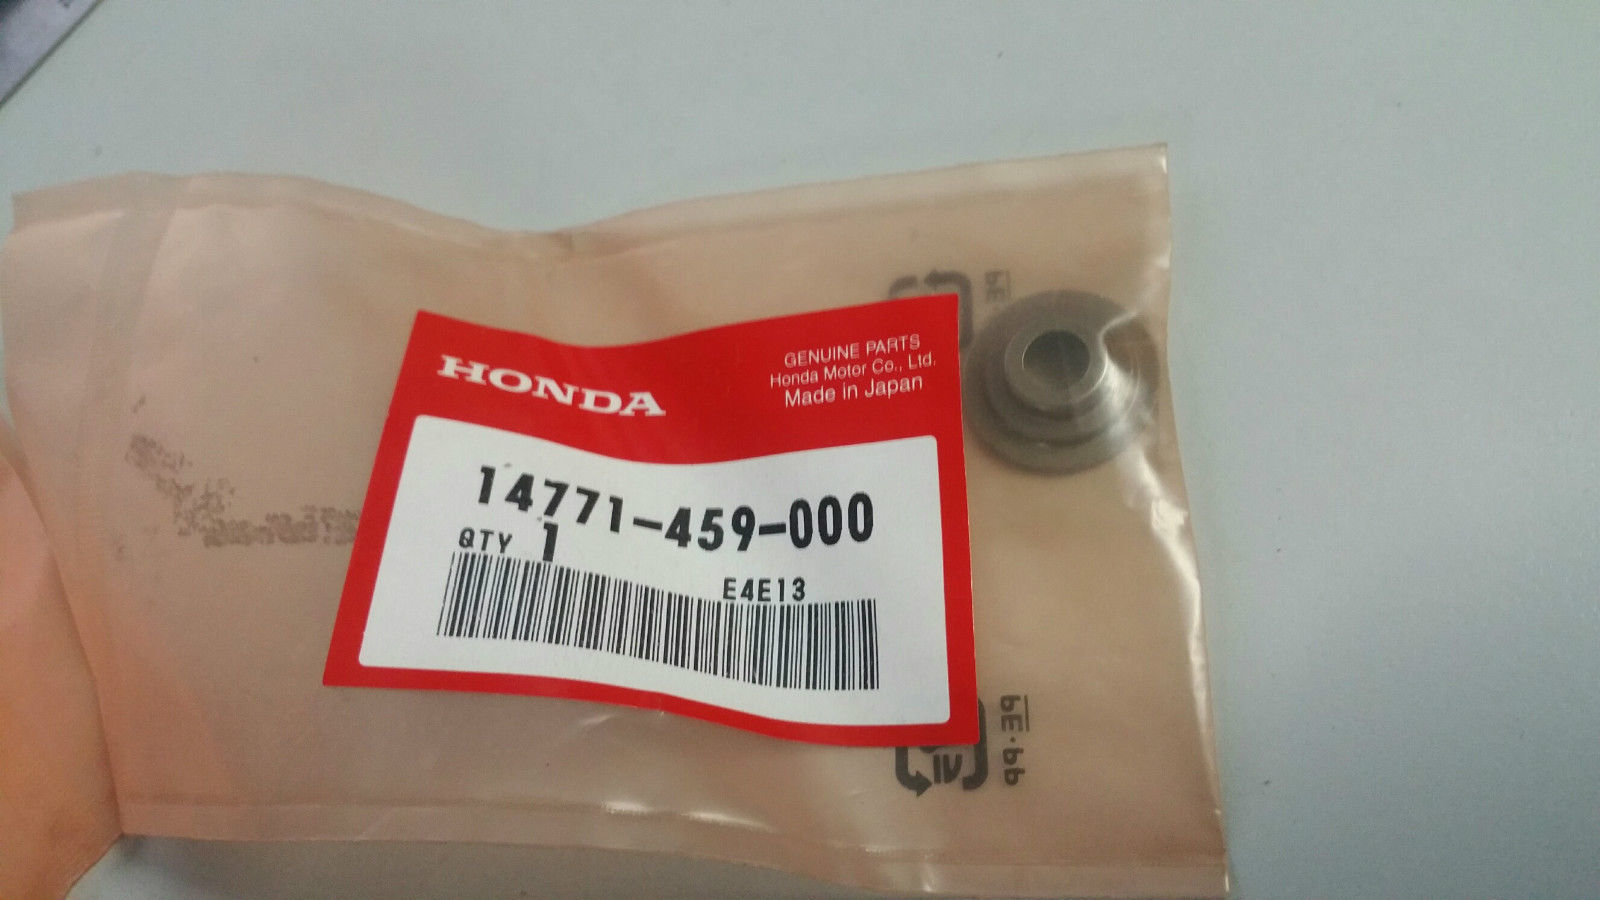 HONDA
GENUINE PARTS
Honda Motor Co., Ltd.
Made in Japan
14771-459-000
QTY 1
E4E13